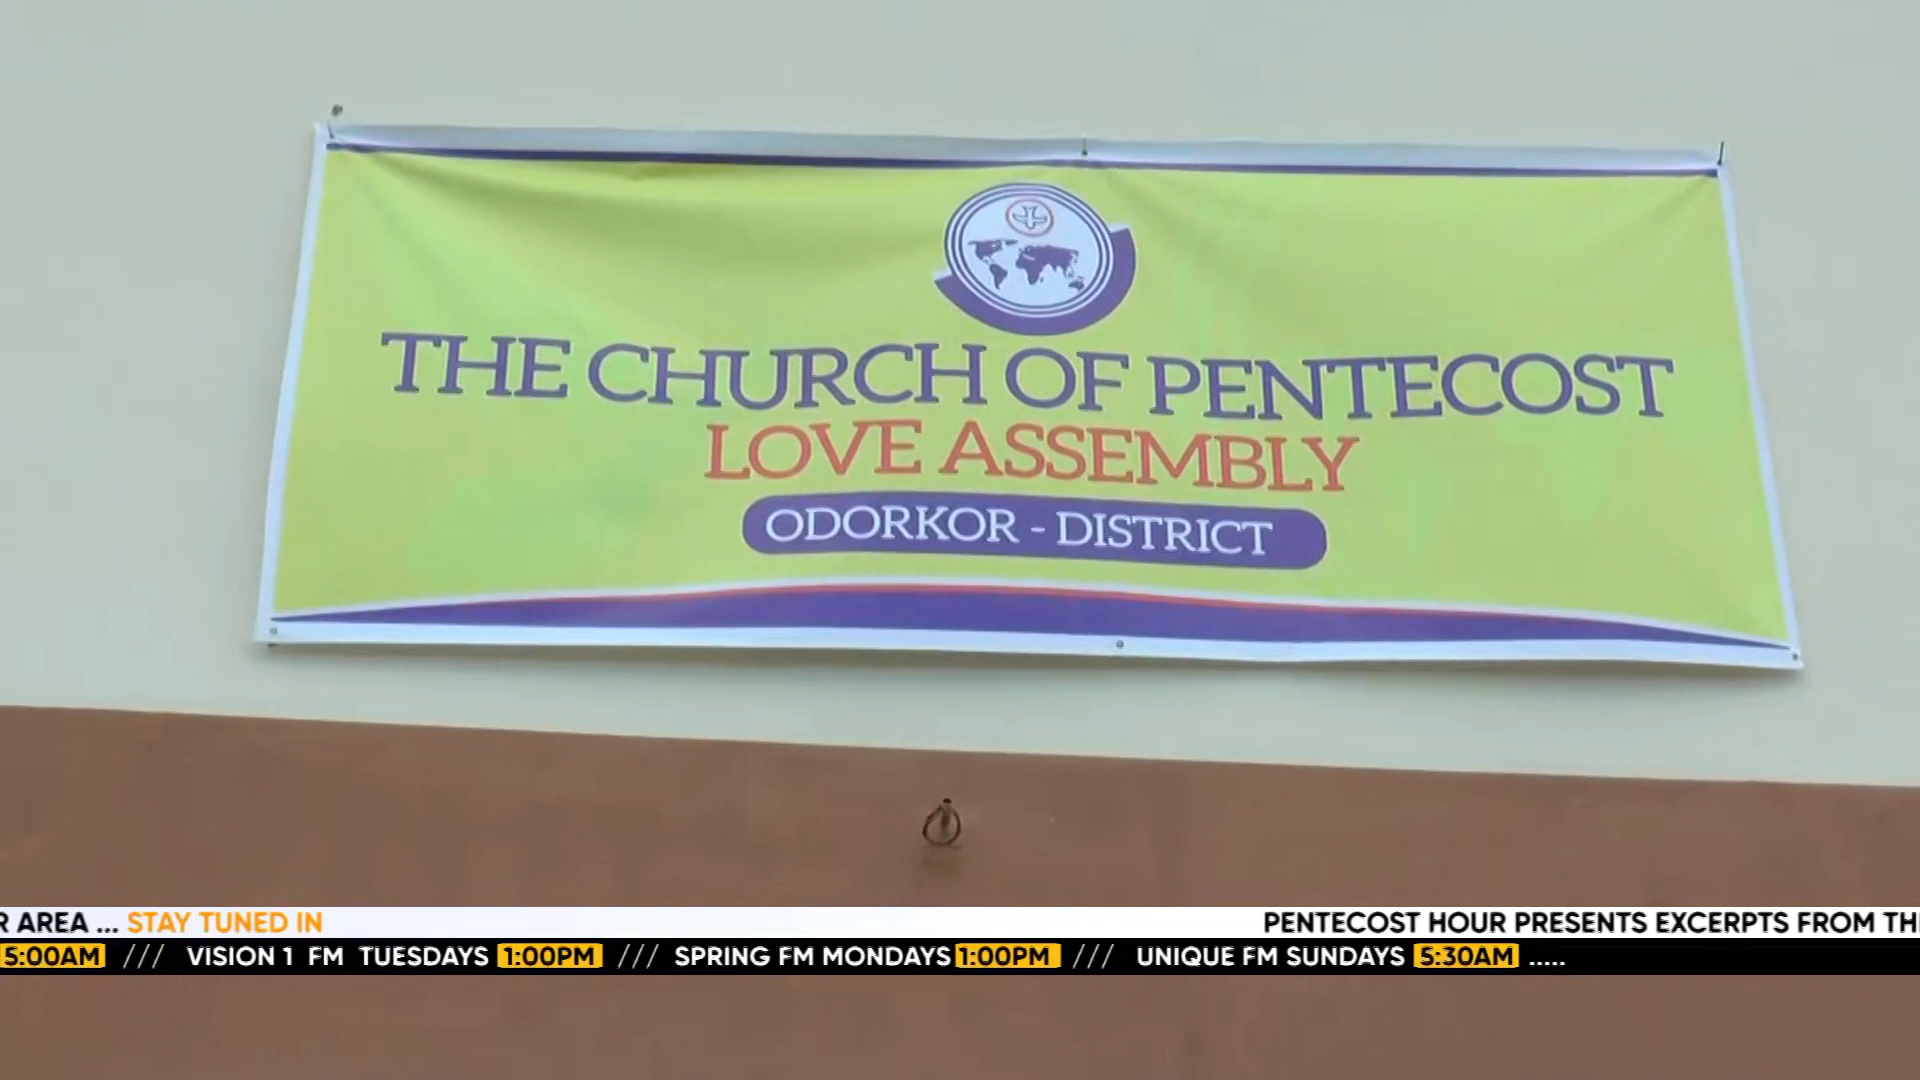 THE CHURCH OF PENTECOST
LOVE ASSEMBLY
ODORKOR - DISTRICT
R AREA ... STAY TUNED IN PENTECOST HOUR PRESENTS EXCERPTS FROM TH
5:00AM /// VISION 1 FM TUESDAYS 1:00PM /// SPRING FM MONDAYS 1:00PM /// UNIQUE FM SUNDAYS 5:30AM .....